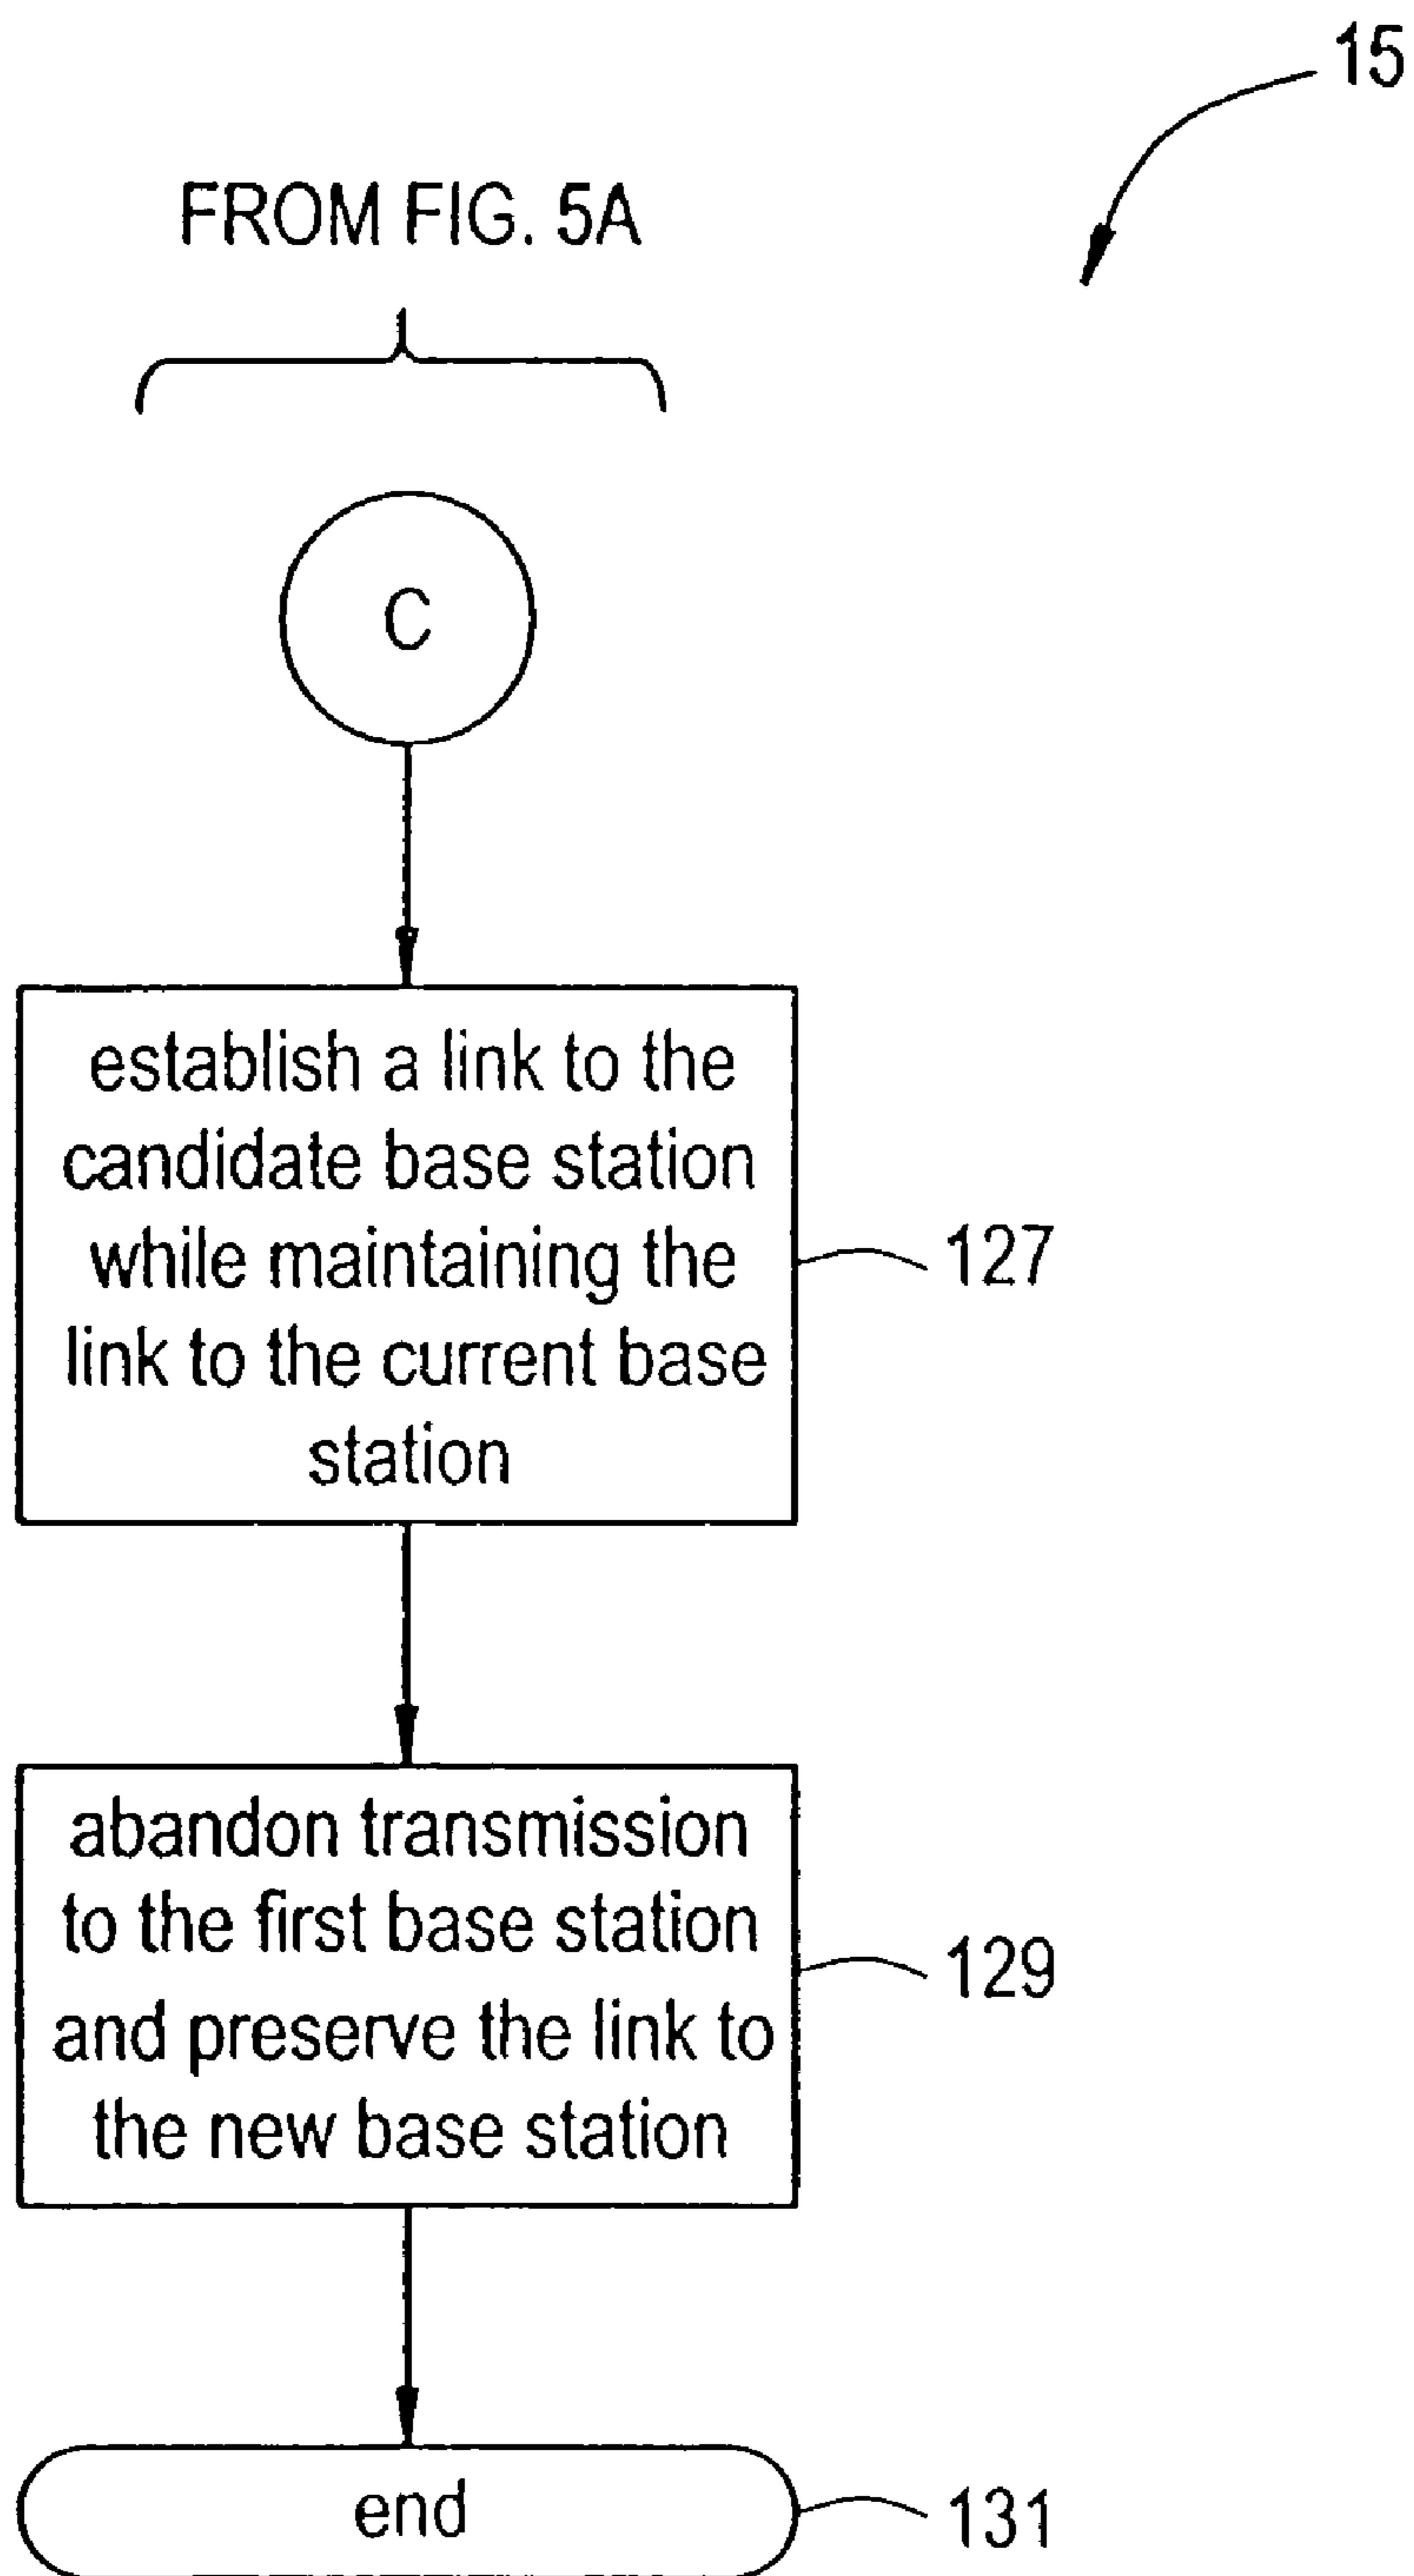 15
FROM FIG. 5A
C
establish a link to the
candidate base station
while maintaining the
link to the current base
station
127
abandon transmission
to the first base station
and preserve the link to
the new base station
129
end
131